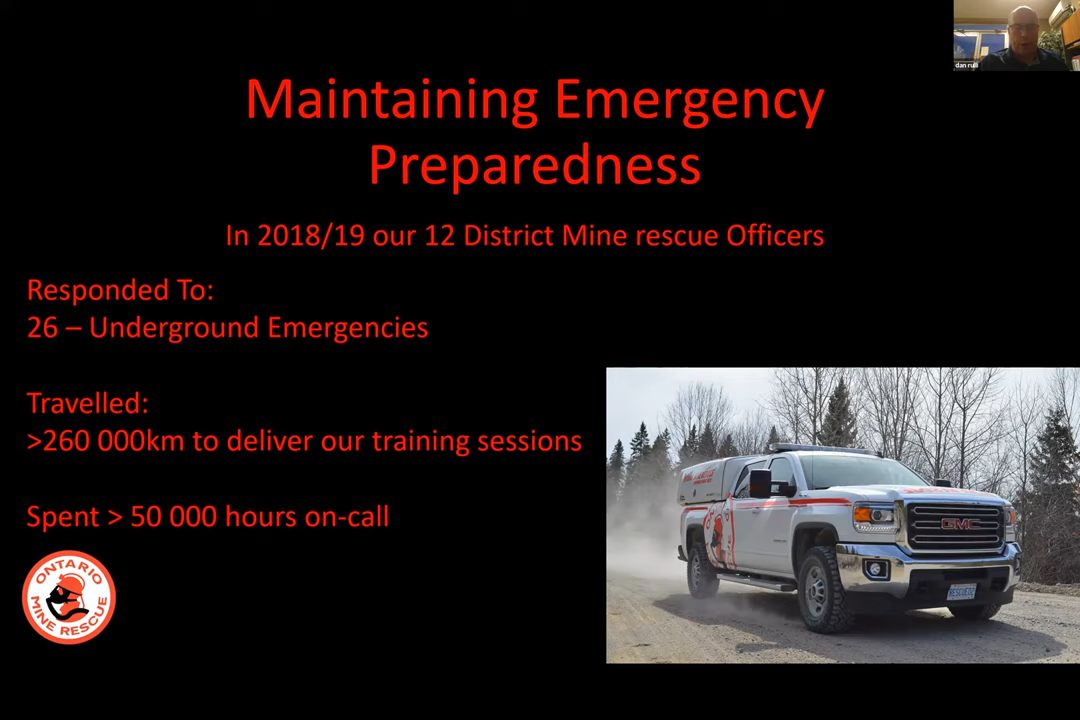 dan rulli
Maintaining Emergency
Preparedness
In 2018/19 our 12 District Mine rescue Officers
Responded To:
26 – Underground Emergencies
Travelled:
>260 000km to deliver our training sessions
Spent > 50 000 hours on-call
GMC
ONTARIO
MINE RESCUE